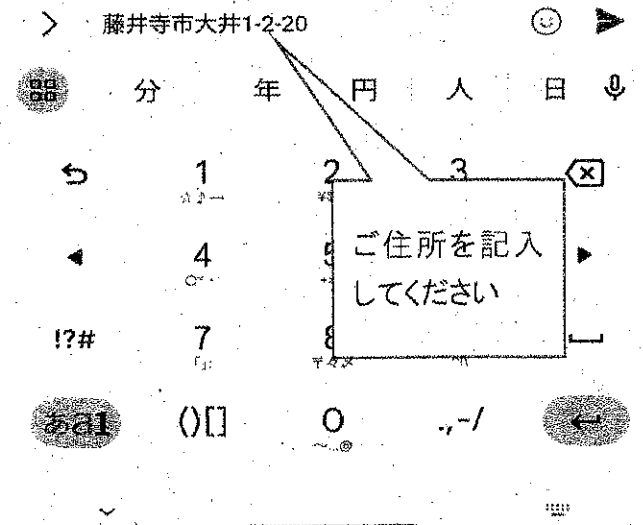 藤井寺市大井1-2-20
分 年 円 人 日
1 2 3
☆♪
4
ご住所を記入
してください
!?# 7
あa1 ()[] 0 .,-/